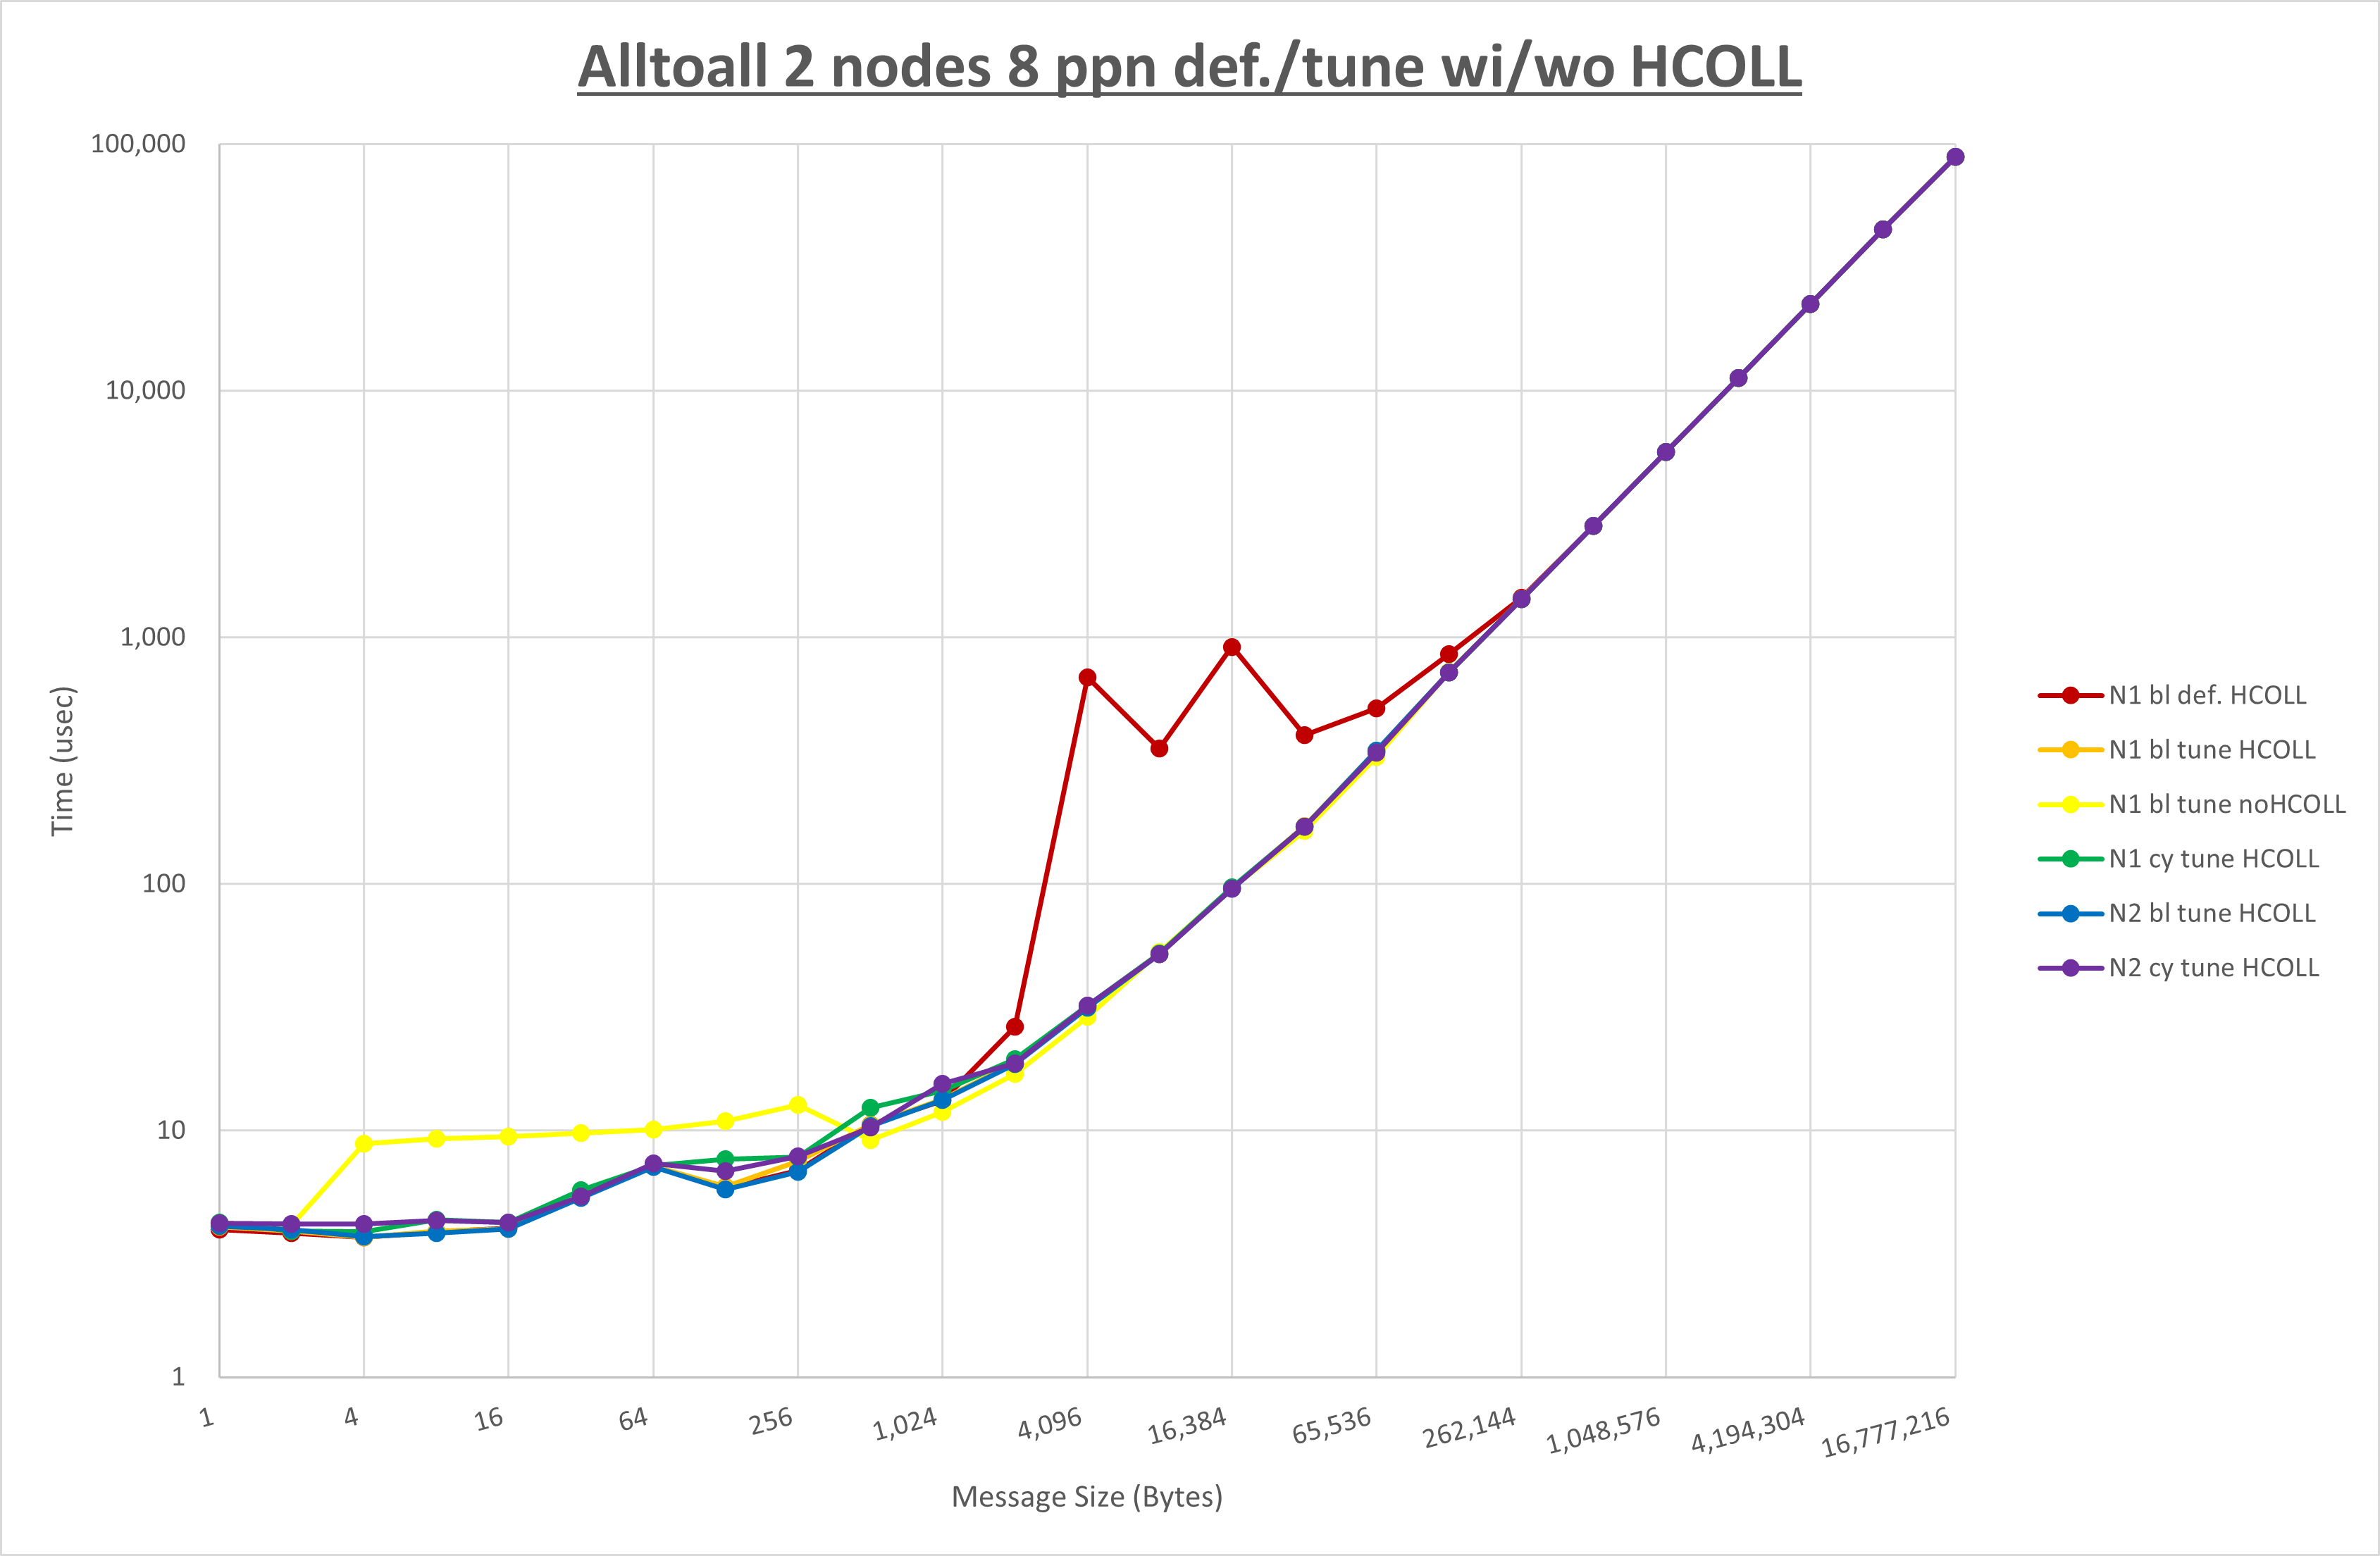 Alltoall 2 nodes 8 ppn def./tune wi/wo HCOLL
100,000
10,000
1,000
100
10
1
Time (usec)
1
4
16
64
256
1,024
4,096
16,384
65,536
262,144
1,048,576
4,194,304
16,777,216
Message Size (Bytes)
N1 bl def. HCOLL
N1 bl tune HCOLL
N1 bl tune noHCOLL
N1 cy tune HCOLL
N2 bl tune HCOLL
N2 cy tune HCOLL